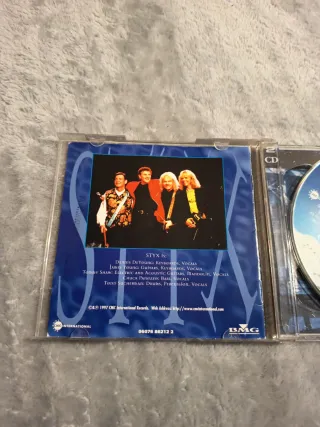 CD
STYX
STYX is:
Dennis DeYoung: Keyboards, Vocals
James Young: Guitars, Keyboards, Vocals
Tommy Shaw: Electric and Acoustic Guitars, Mandolin, Vocals
Chuck Panozzo: Bass, Vocals
Todd Sucherman: Drums, Percussion, Vocals
℗&© 1997 CMC International Records. Web Address: http://www.cmcinternational.com
INTERNATIONAL
06076 86212 2
BMG